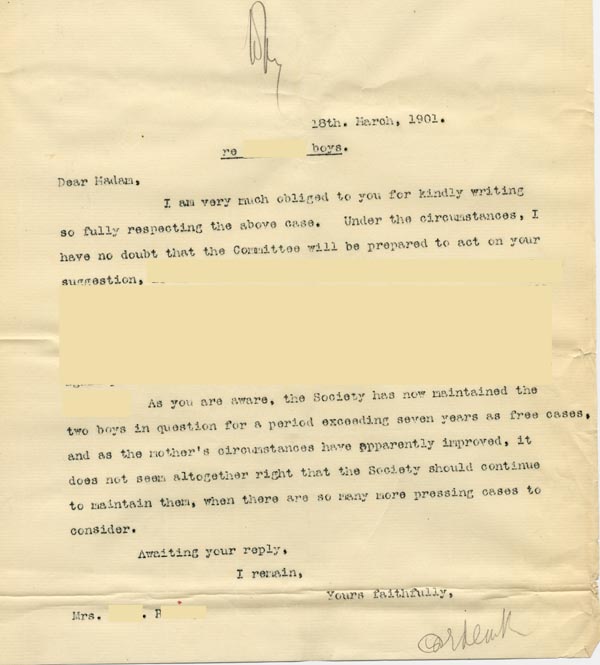 18th. March, 1901.
re boys.
Dear Madam,
I am very much obliged to you for kindly writing
so fully respecting the above case. Under the circumstances, I
have no doubt that the Committee will be prepared to act on your
suggestion,
As you are aware, the Society has now maintained the
two boys in question for a period exceeding seven years as free cases,
and as the mother's circumstances have apparently improved, it
does not seem altogether right that the Society should continue
to maintain them, when there are so many more pressing cases to
consider.
Awaiting your reply,
I remain,
Yours faithfully,
Mrs. . B